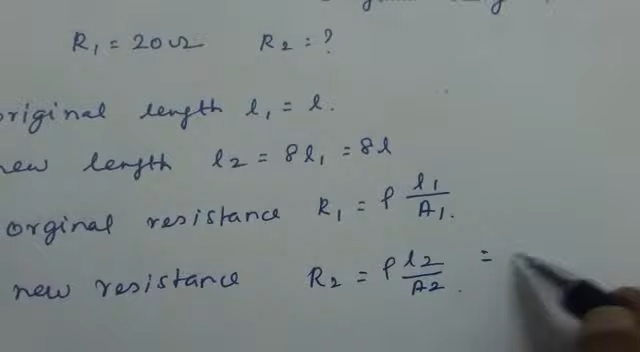 R₁ = 20Ω R₂ = ?
original length l₁ = l.
new length l₂ = 8l₁ = 8l
orginal resistance R₁ = ρ l₁/A₁.
new resistance R₂ = ρ l₂/A₂. =